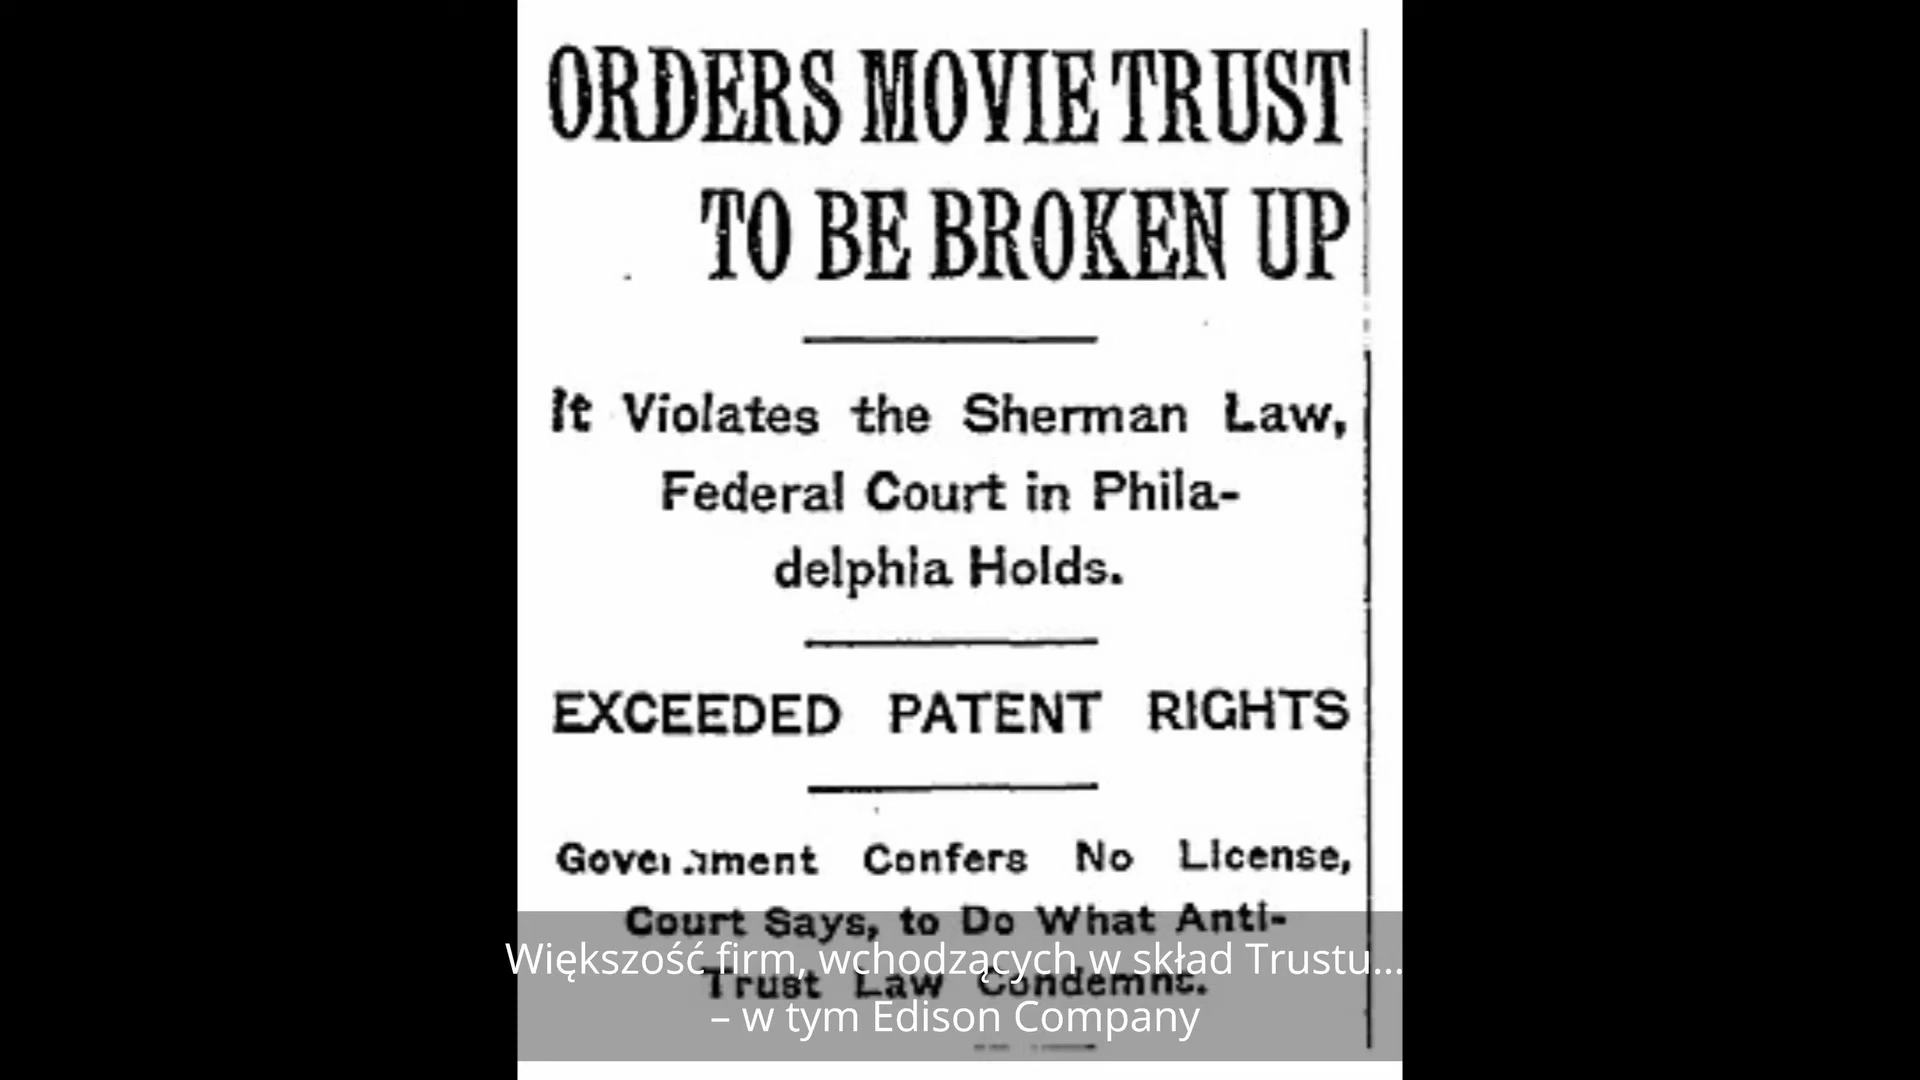 ORDERS MOVIE TRUST
TO BE BROKEN UP
It Violates the Sherman Law,
Federal Court in Phila-
delphia Holds.
EXCEEDED PATENT RIGHTS
Government Confers No License,
Court Says, to Do What Anti-
Trust Law Condemns.
Większość firm, wchodzących w skład Trustu...
– w tym Edison Company